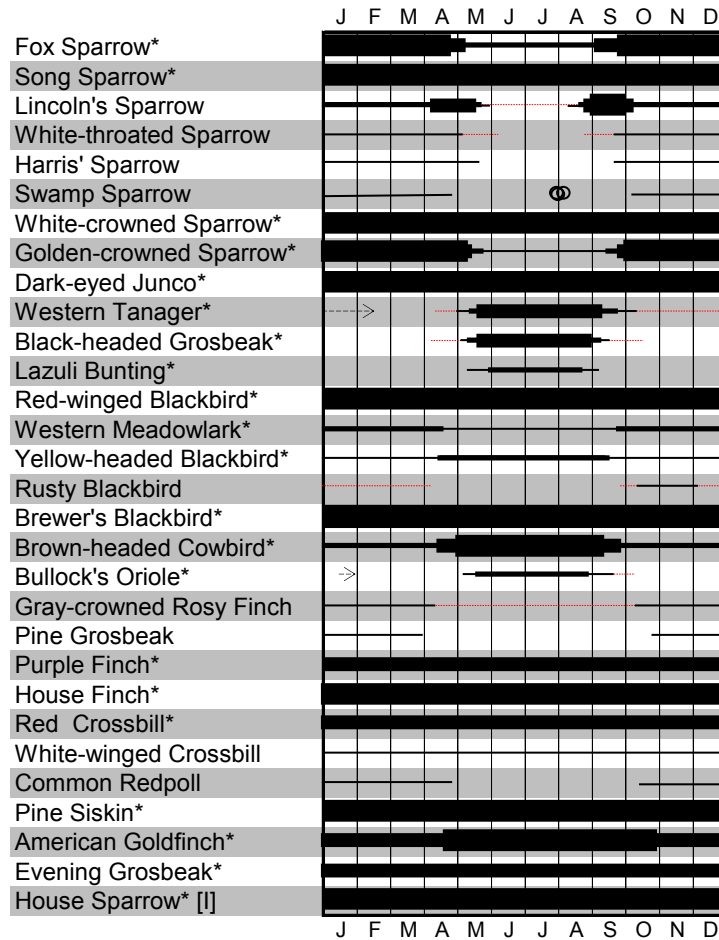 J F M A M J J A S O N D
Fox Sparrow*
Song Sparrow*
Lincoln's Sparrow
White-throated Sparrow
Harris' Sparrow
Swamp Sparrow
White-crowned Sparrow*
Golden-crowned Sparrow*
Dark-eyed Junco*
Western Tanager*
Black-headed Grosbeak*
Lazuli Bunting*
Red-winged Blackbird*
Western Meadowlark*
Yellow-headed Blackbird*
Rusty Blackbird
Brewer's Blackbird*
Brown-headed Cowbird*
Bullock's Oriole*
Gray-crowned Rosy Finch
Pine Grosbeak
Purple Finch*
House Finch*
Red Crossbill*
White-winged Crossbill
Common Redpoll
Pine Siskin*
American Goldfinch*
Evening Grosbeak*
House Sparrow* [I]
J F M A M J J A S O N D